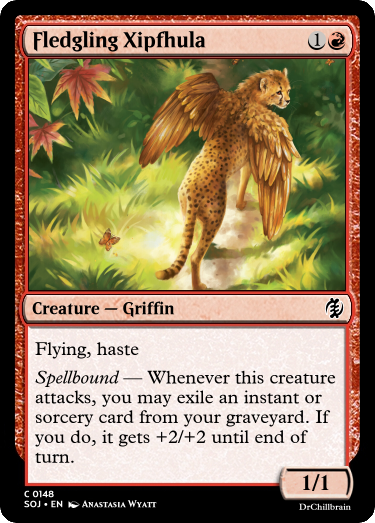 Fledgling Xipfhula 1
Creature — Griffin
Flying, haste
Spellbound — Whenever this creature
attacks, you may exile an instant or
sorcery card from your graveyard. If
you do, it gets +2/+2 until end of
turn.
1/1
C 0148
SOJ • EN Anastasia Wyatt
DrChillbrain